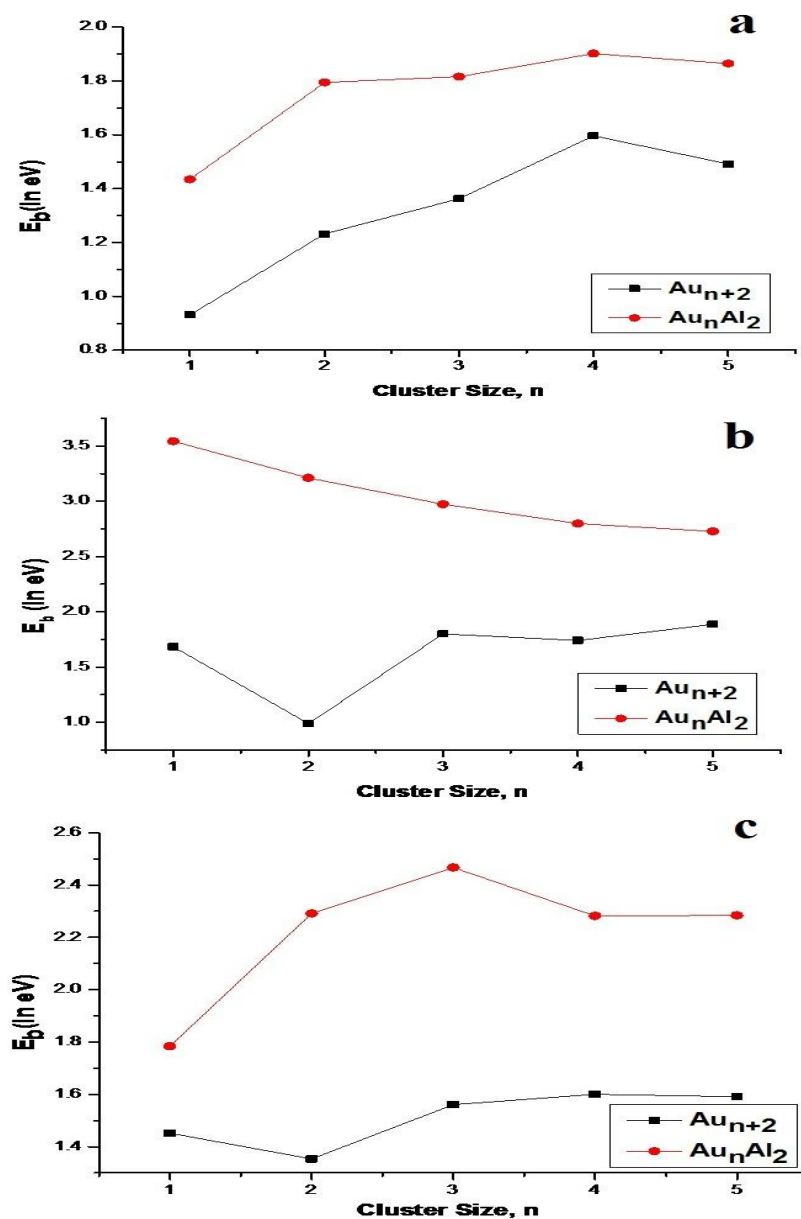 a
2.0
1.8
1.6
1.4
1.2
1.0
0.8
E_b(In eV)
Au_n+2
Au_nAl_2
1 2 3 4 5
Cluster Size, n
b
3.5
3.0
2.5
2.0
1.5
1.0
E_b (In eV)
Au_n+2
Au_nAl_2
1 2 3 4 5
Cluster Size, n
c
2.6
2.4
2.2
2.0
1.8
1.6
1.4
E_b(In eV)
Au_n+2
Au_nAl_2
1 2 3 4 5
Cluster Size, n